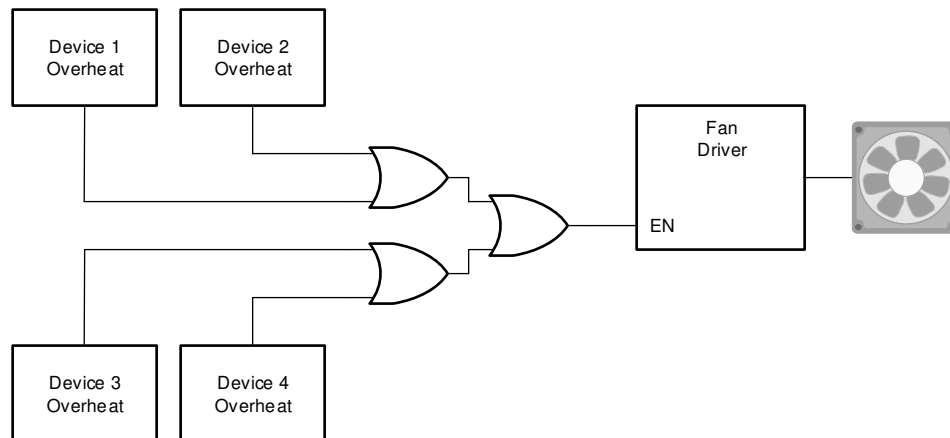 Device 1
Overheat
Device 2
Overheat
Fan
Driver
EN
Device 3
Overheat
Device 4
Overheat